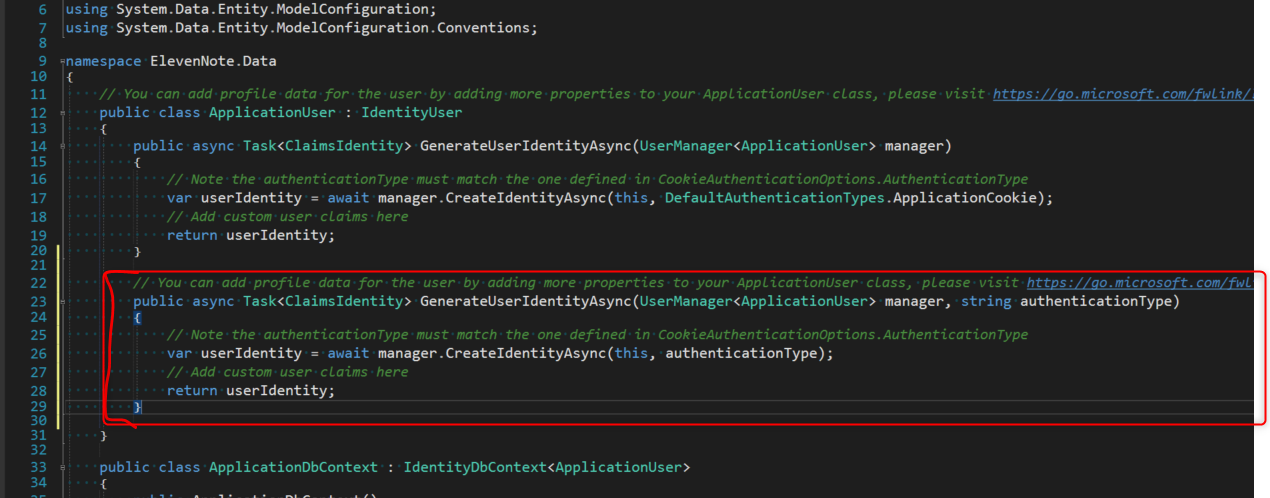 6 using System.Data.Entity.ModelConfiguration;
7 using System.Data.Entity.ModelConfiguration.Conventions;
8
9 namespace ElevenNote.Data
10 {
11 // You can add profile data for the user by adding more properties to your ApplicationUser class, please visit https://go.microsoft.com/fwlink/
12 public class ApplicationUser : IdentityUser
13 {
14 public async Task<ClaimsIdentity> GenerateUserIdentityAsync(UserManager<ApplicationUser> manager)
15 {
16 // Note the authenticationType must match the one defined in CookieAuthenticationOptions.AuthenticationType
17 var userIdentity = await manager.CreateIdentityAsync(this, DefaultAuthenticationTypes.ApplicationCookie);
18 // Add custom user claims here
19 return userIdentity;
20 }
21
22 // You can add profile data for the user by adding more properties to your ApplicationUser class, please visit https://go.microsoft.com/fwl
23 public async Task<ClaimsIdentity> GenerateUserIdentityAsync(UserManager<ApplicationUser> manager, string authenticationType)
24 {
25 // Note the authenticationType must match the one defined in CookieAuthenticationOptions.AuthenticationType
26 var userIdentity = await manager.CreateIdentityAsync(this, authenticationType);
27 // Add custom user claims here
28 return userIdentity;
29 }
30
31 }
32
33 public class ApplicationDbContext : IdentityDbContext<ApplicationUser>
34 {